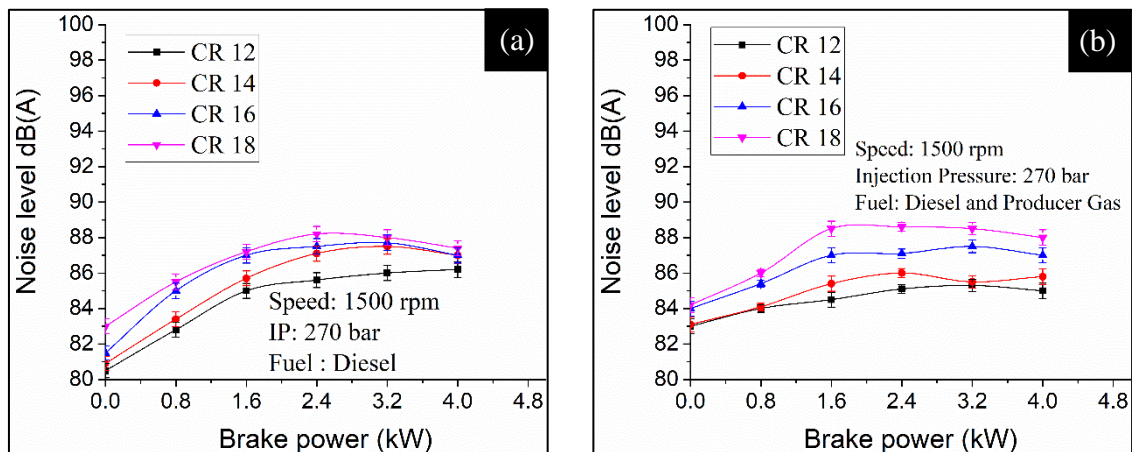 (a)
CR 12
CR 14
CR 16
CR 18
Speed: 1500 rpm
IP: 270 bar
Fuel : Diesel
Noise level dB(A)
100
98
96
94
92
90
88
86
84
82
80
0.0 0.8 1.6 2.4 3.2 4.0 4.8
Brake power (kW)
(b)
CR 12
CR 14
CR 16
CR 18
Speed: 1500 rpm
Injection Pressure: 270 bar
Fuel: Diesel and Producer Gas
Noise level dB(A)
100
98
96
94
92
90
88
86
84
82
80
0.0 0.8 1.6 2.4 3.2 4.0 4.8
Brake power (kW)